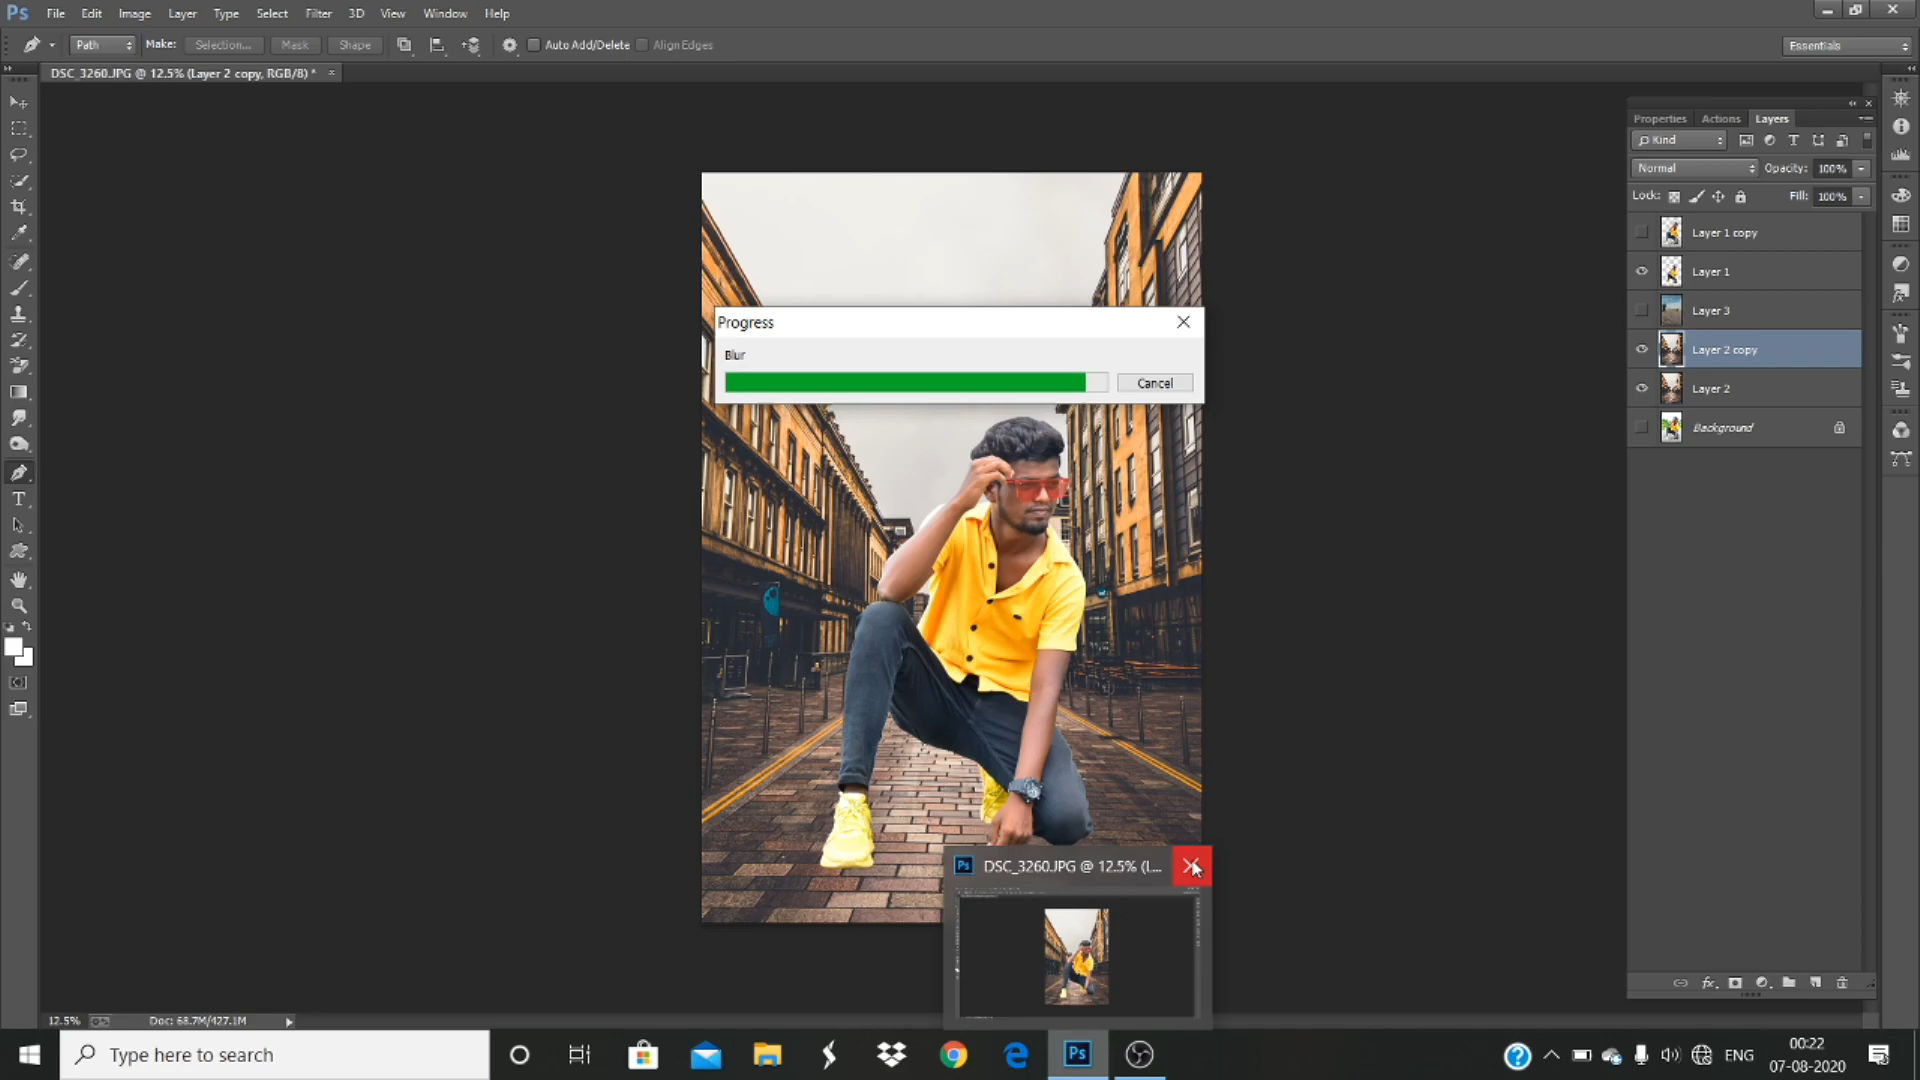 Ps File Edit Image Layer Type Select Filter 3D View Window Help
Path Make: Selection... Mask Shape Auto Add/Delete Align Edges Essentials
DSC_3260.JPG @ 12.5% (Layer 2 copy, RGB/8) * ×
Properties Actions Layers
Kind
Normal Opacity: 100%
Lock: Fill: 100%
Layer 1 copy
Layer 1
Layer 3
Layer 2 copy
Layer 2
Background
Progress
Blur
Cancel
Ps DSC_3260.JPG @ 12.5% (L...
12.5% Doc: 68.7M/427.1M
Type here to search
Ps
ENG
00:22
07-08-2020